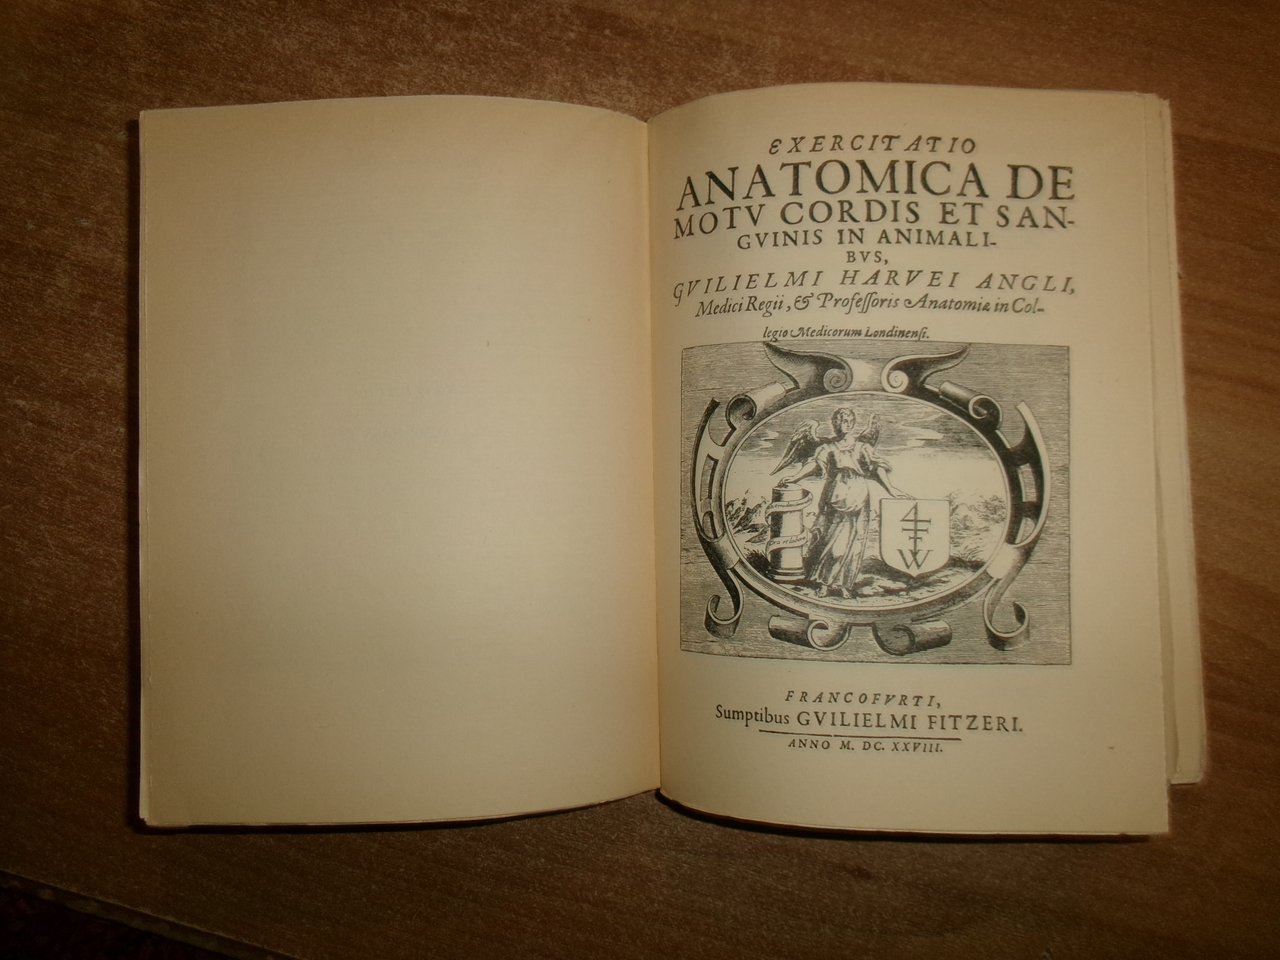 EXERCITATIO
ANATOMICA DE
MOTV CORDIS ET SAN-
GVINIS IN ANIMALI-
BVS,
GVILIELMI HARVEI ANGLI,
Medici Regii, & Professoris Anatomiæ in Col-
legio Medicorum Londinensi.
4
W
FRANCOFVRTI,
Sumptibus GVILIELMI FITZERI.
ANNO M. DC. XXVIII.